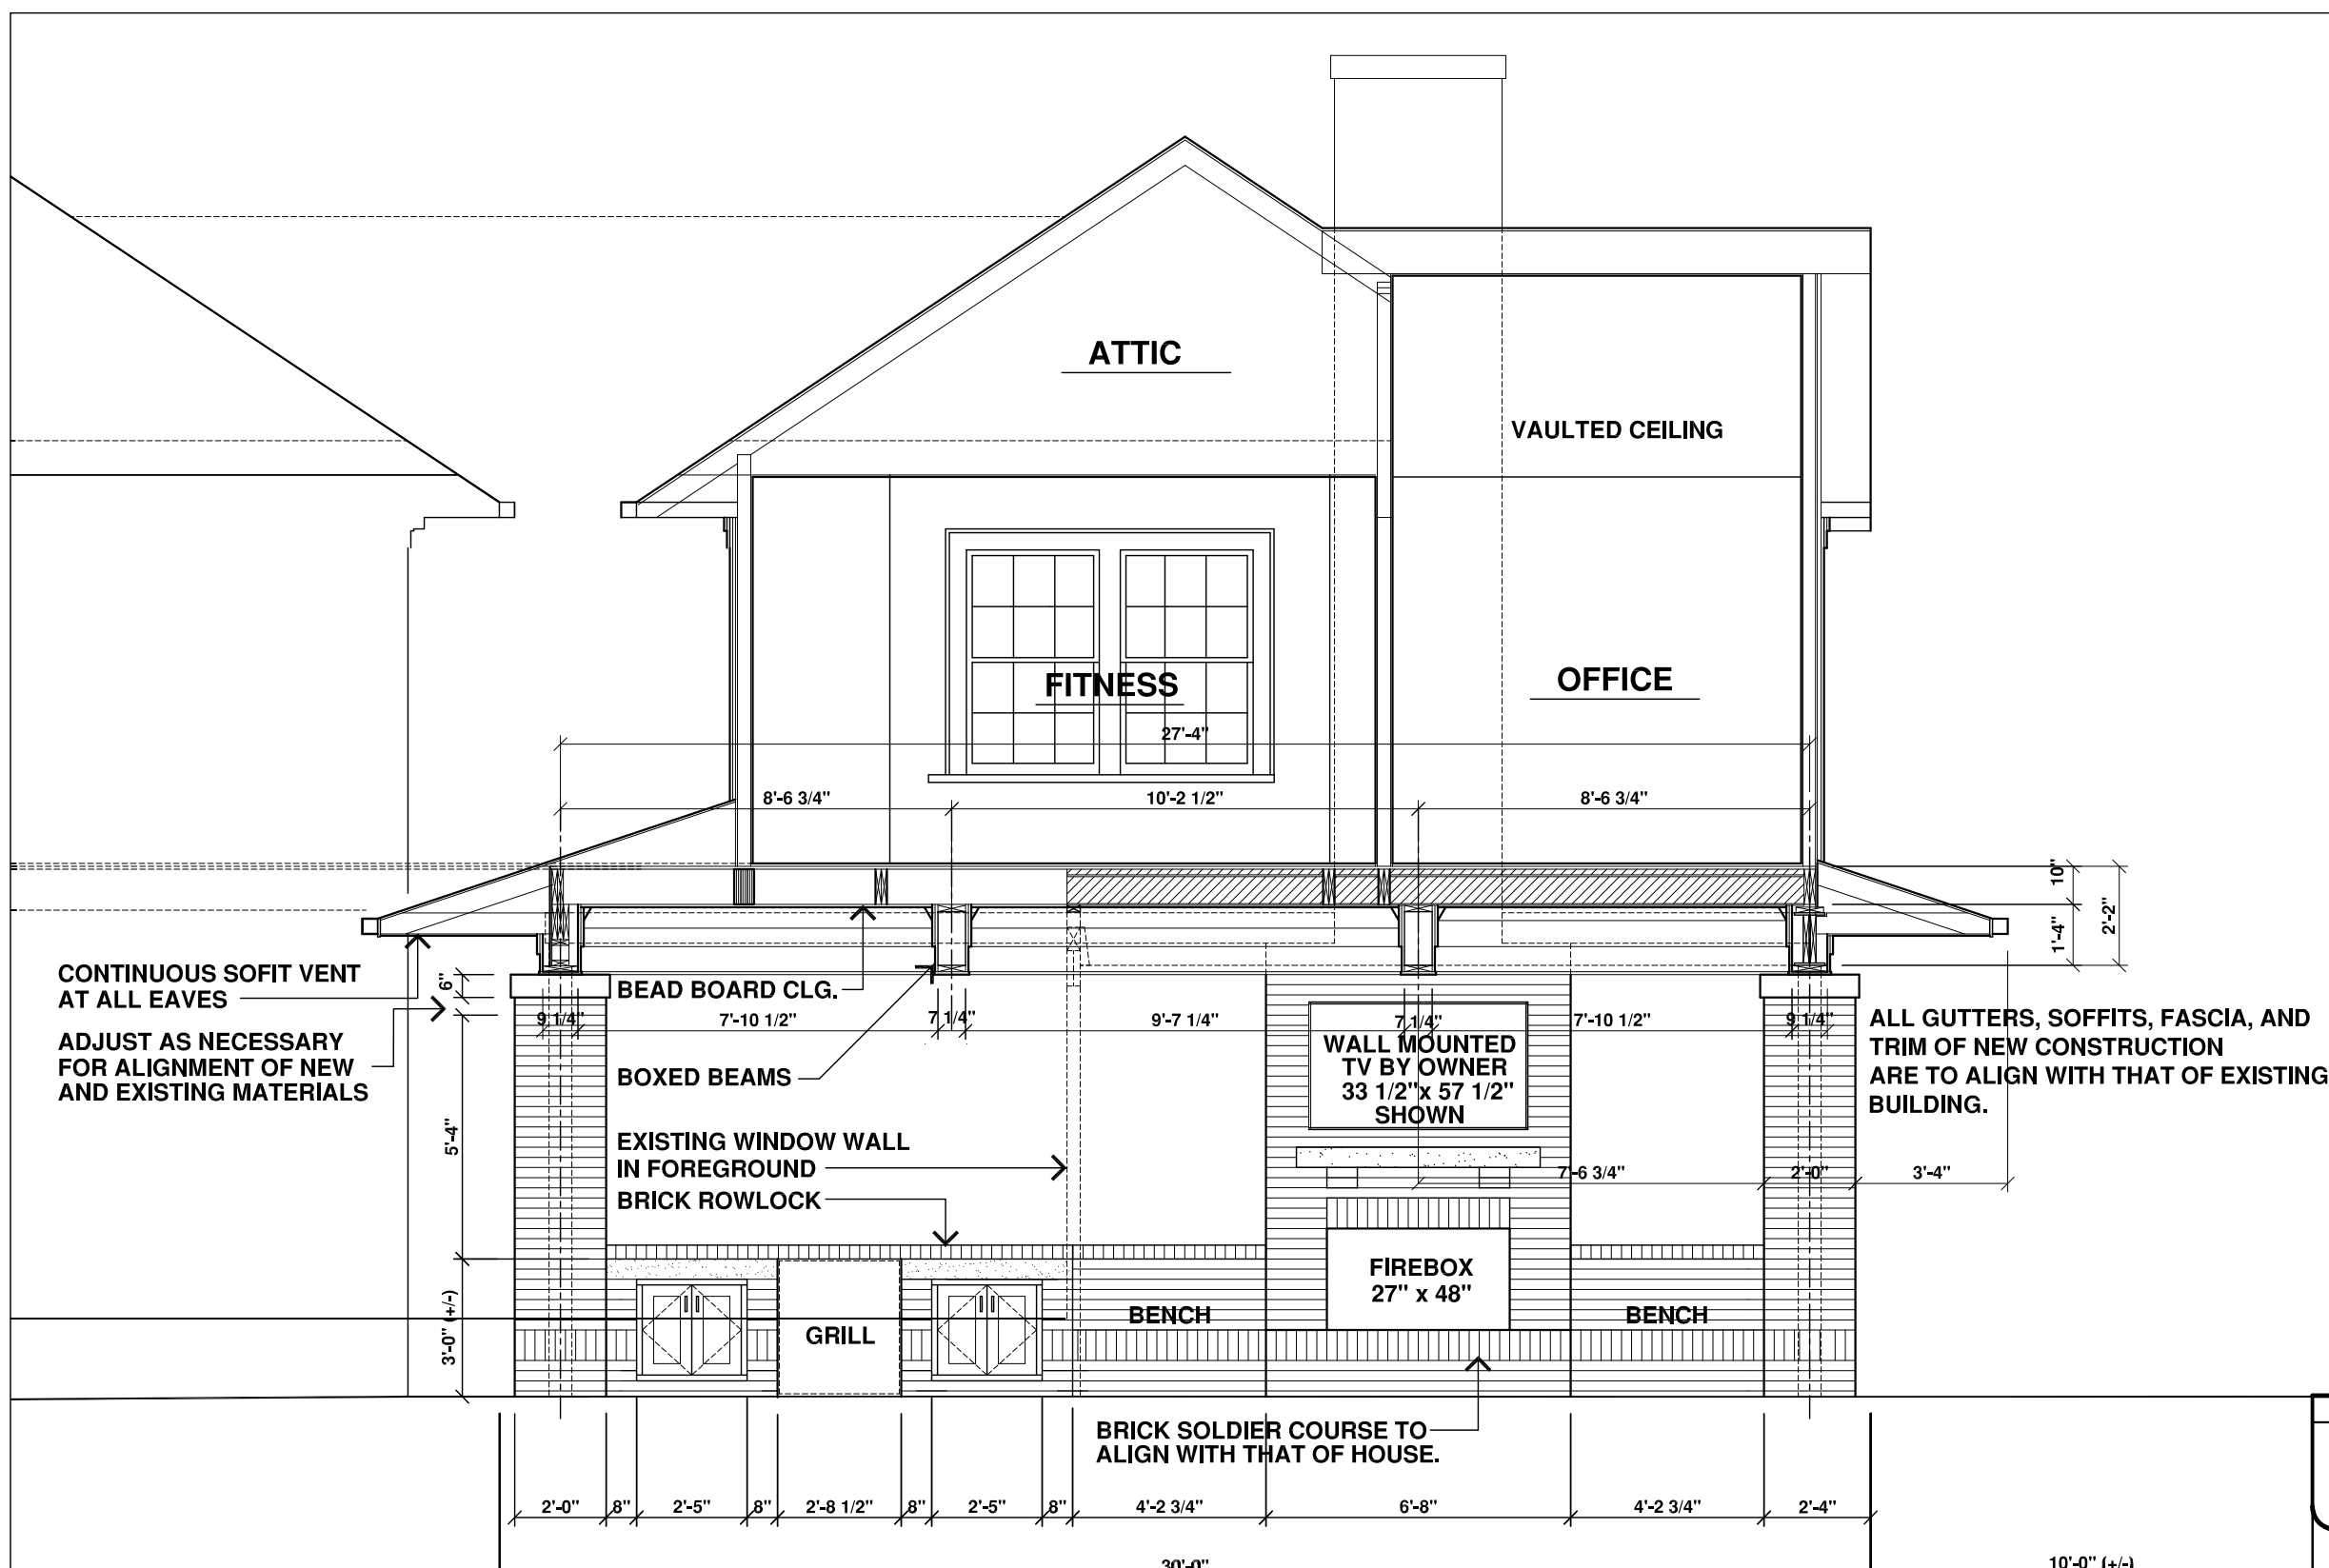 ATTIC
VAULTED CEILING
FITNESS
OFFICE
27'-4"
8'-6 3/4"
10'-2 1/2"
8'-6 3/4"
10"
1'-4"
2'-2"
CONTINUOUS SOFIT VENT
AT ALL EAVES
6"
ADJUST AS NECESSARY
FOR ALIGNMENT OF NEW
AND EXISTING MATERIALS
BEAD BOARD CLG.
9 1/4"
7'-10 1/2"
7 1/4"
9'-7 1/4"
7 1/4"
7'-10 1/2"
9 1/4"
BOXED BEAMS
WALL MOUNTED
TV BY OWNER
33 1/2"x 57 1/2"
SHOWN
ALL GUTTERS, SOFFITS, FASCIA, AND
TRIM OF NEW CONSTRUCTION
ARE TO ALIGN WITH THAT OF EXISTING
BUILDING.
5'-4"
EXISTING WINDOW WALL
IN FOREGROUND
BRICK ROWLOCK
7'-6 3/4"
2'-0"
3'-4"
3'-0" (+/-)
GRILL
BENCH
FIREBOX
27" x 48"
BENCH
BRICK SOLDIER COURSE TO
ALIGN WITH THAT OF HOUSE.
2'-0"
8"
2'-5"
8"
2'-8 1/2"
8"
2'-5"
8"
4'-2 3/4"
6'-8"
4'-2 3/4"
2'-4"
30'-0"
10'-0" (+/-)